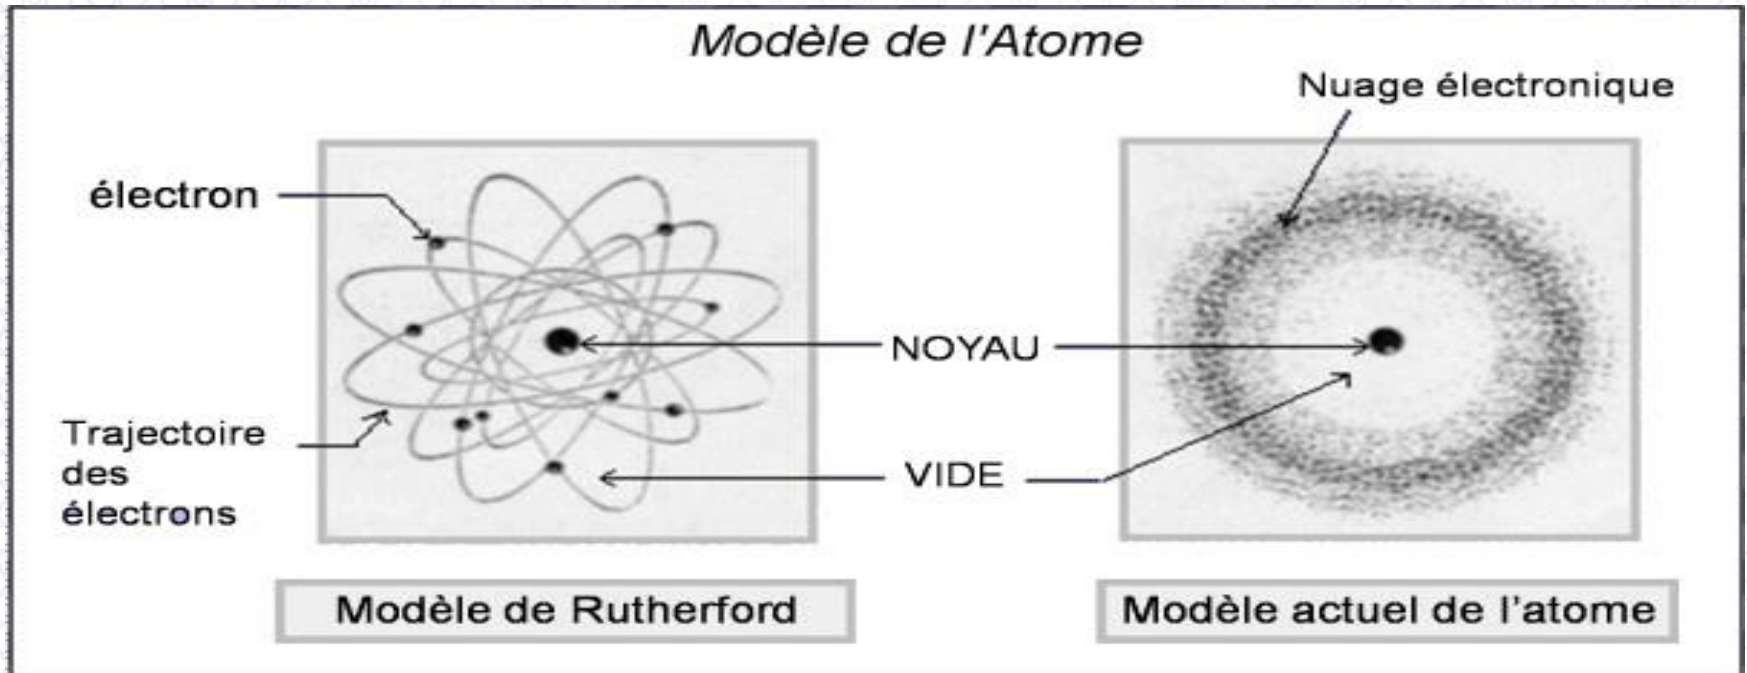 Modèle de l'Atome
Nuage électronique
électron
NOYAU
Trajectoire
des
électrons
VIDE
Modèle de Rutherford
Modèle actuel de l'atome